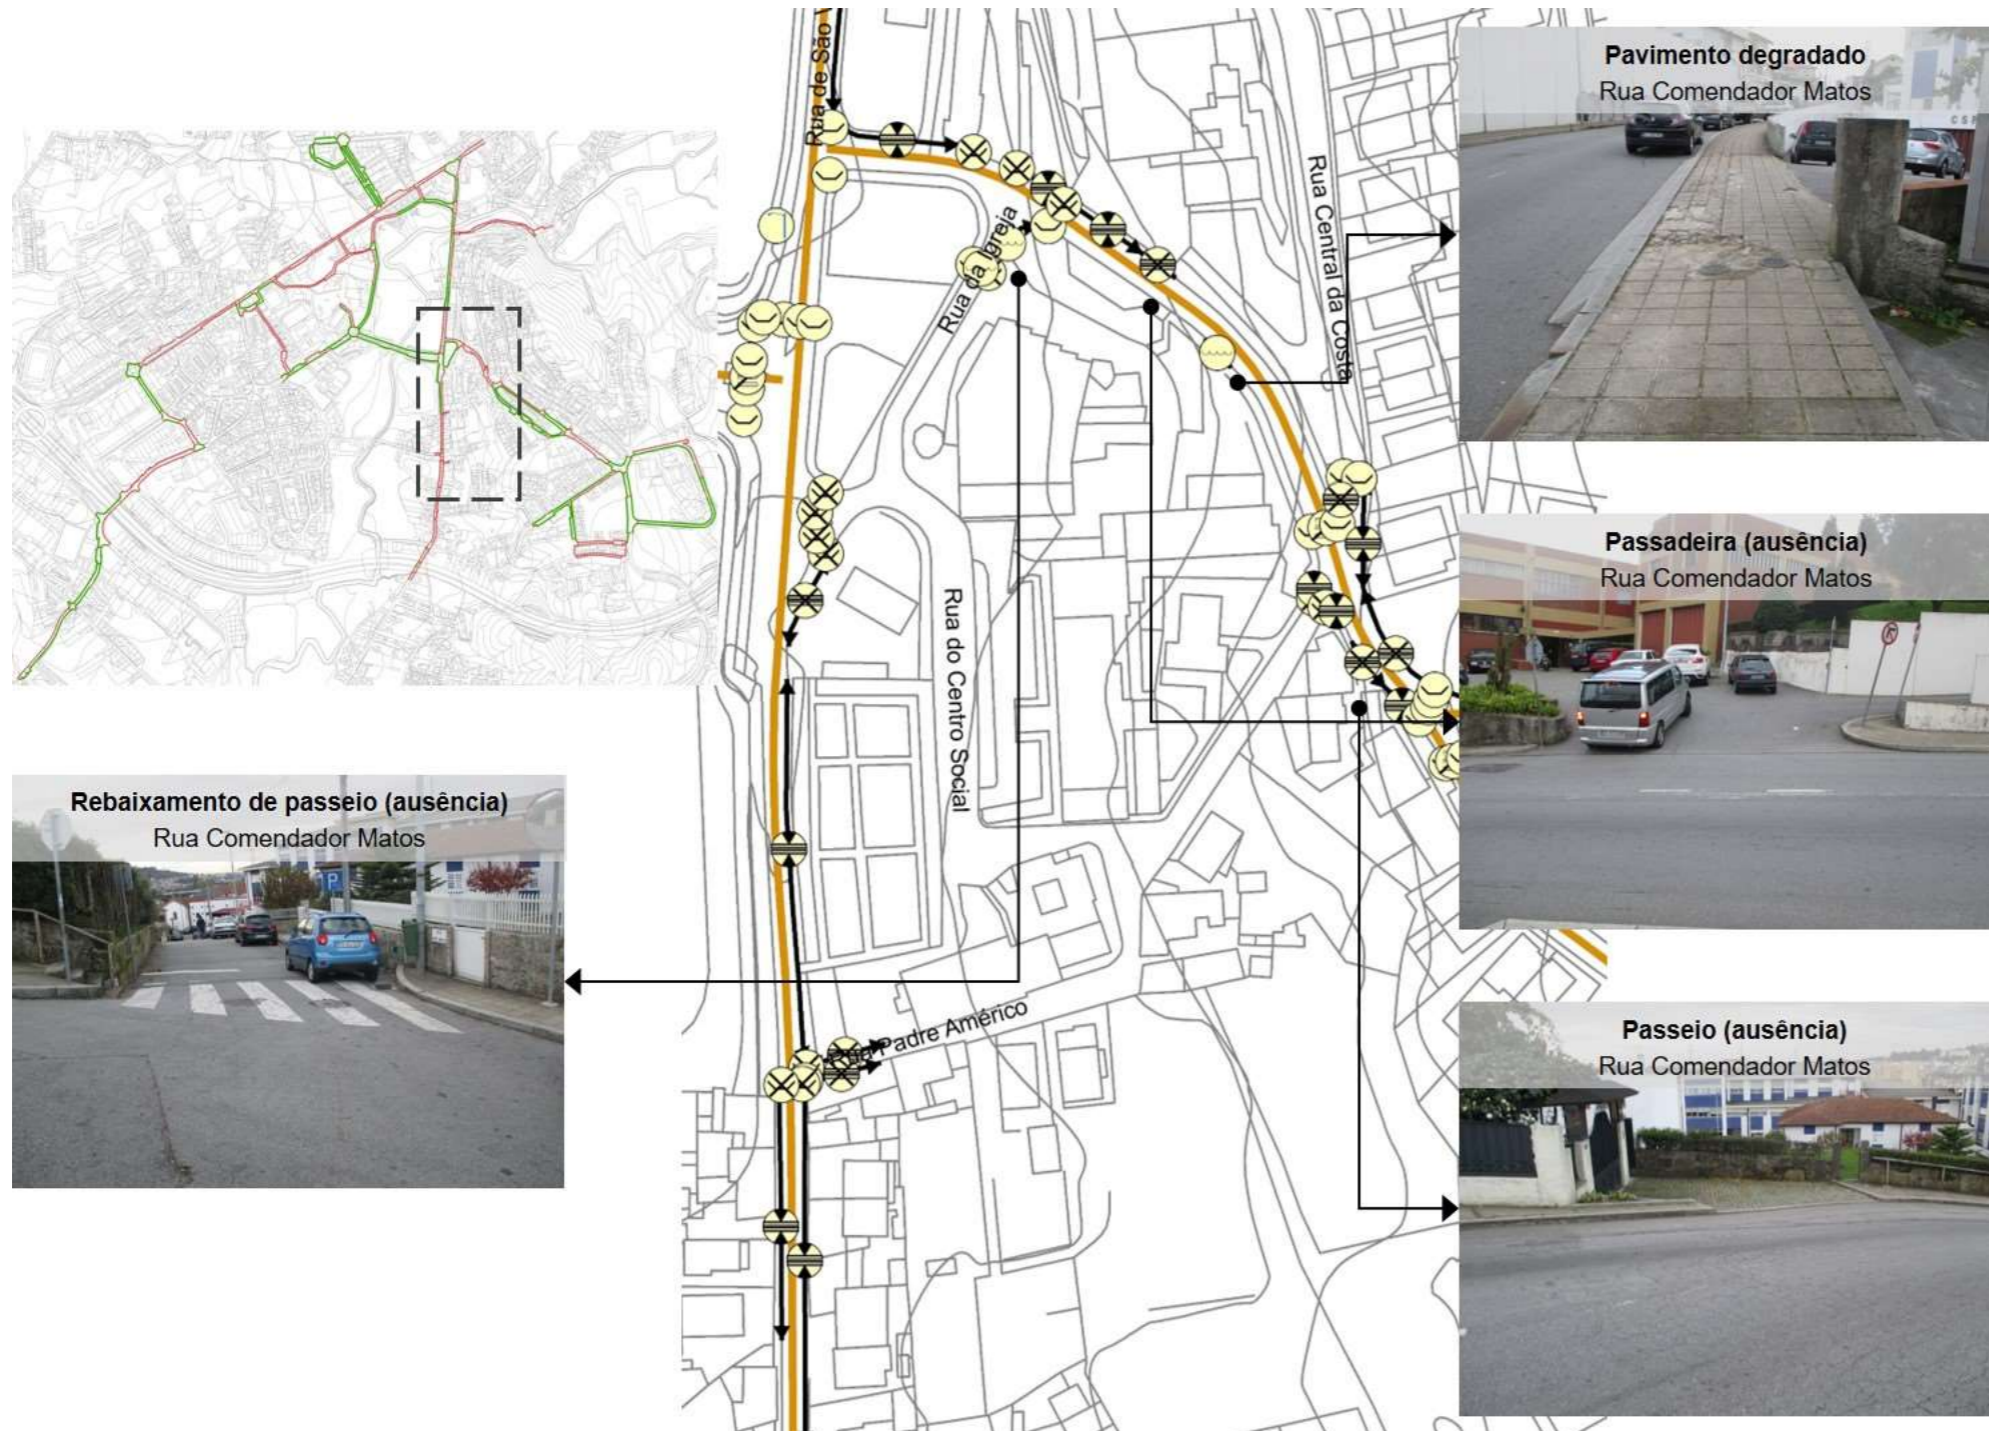 Rua de São V
Pavimento degradado
Rua Comendador Matos
Rua Central da Costa
Rua da Igreja
Passadeira (ausência)
Rua Comendador Matos
Rua do Centro Social
Rebaixamento de passeio (ausência)
Rua Comendador Matos
P
Rua Padre Américo
Passeio (ausência)
Rua Comendador Matos